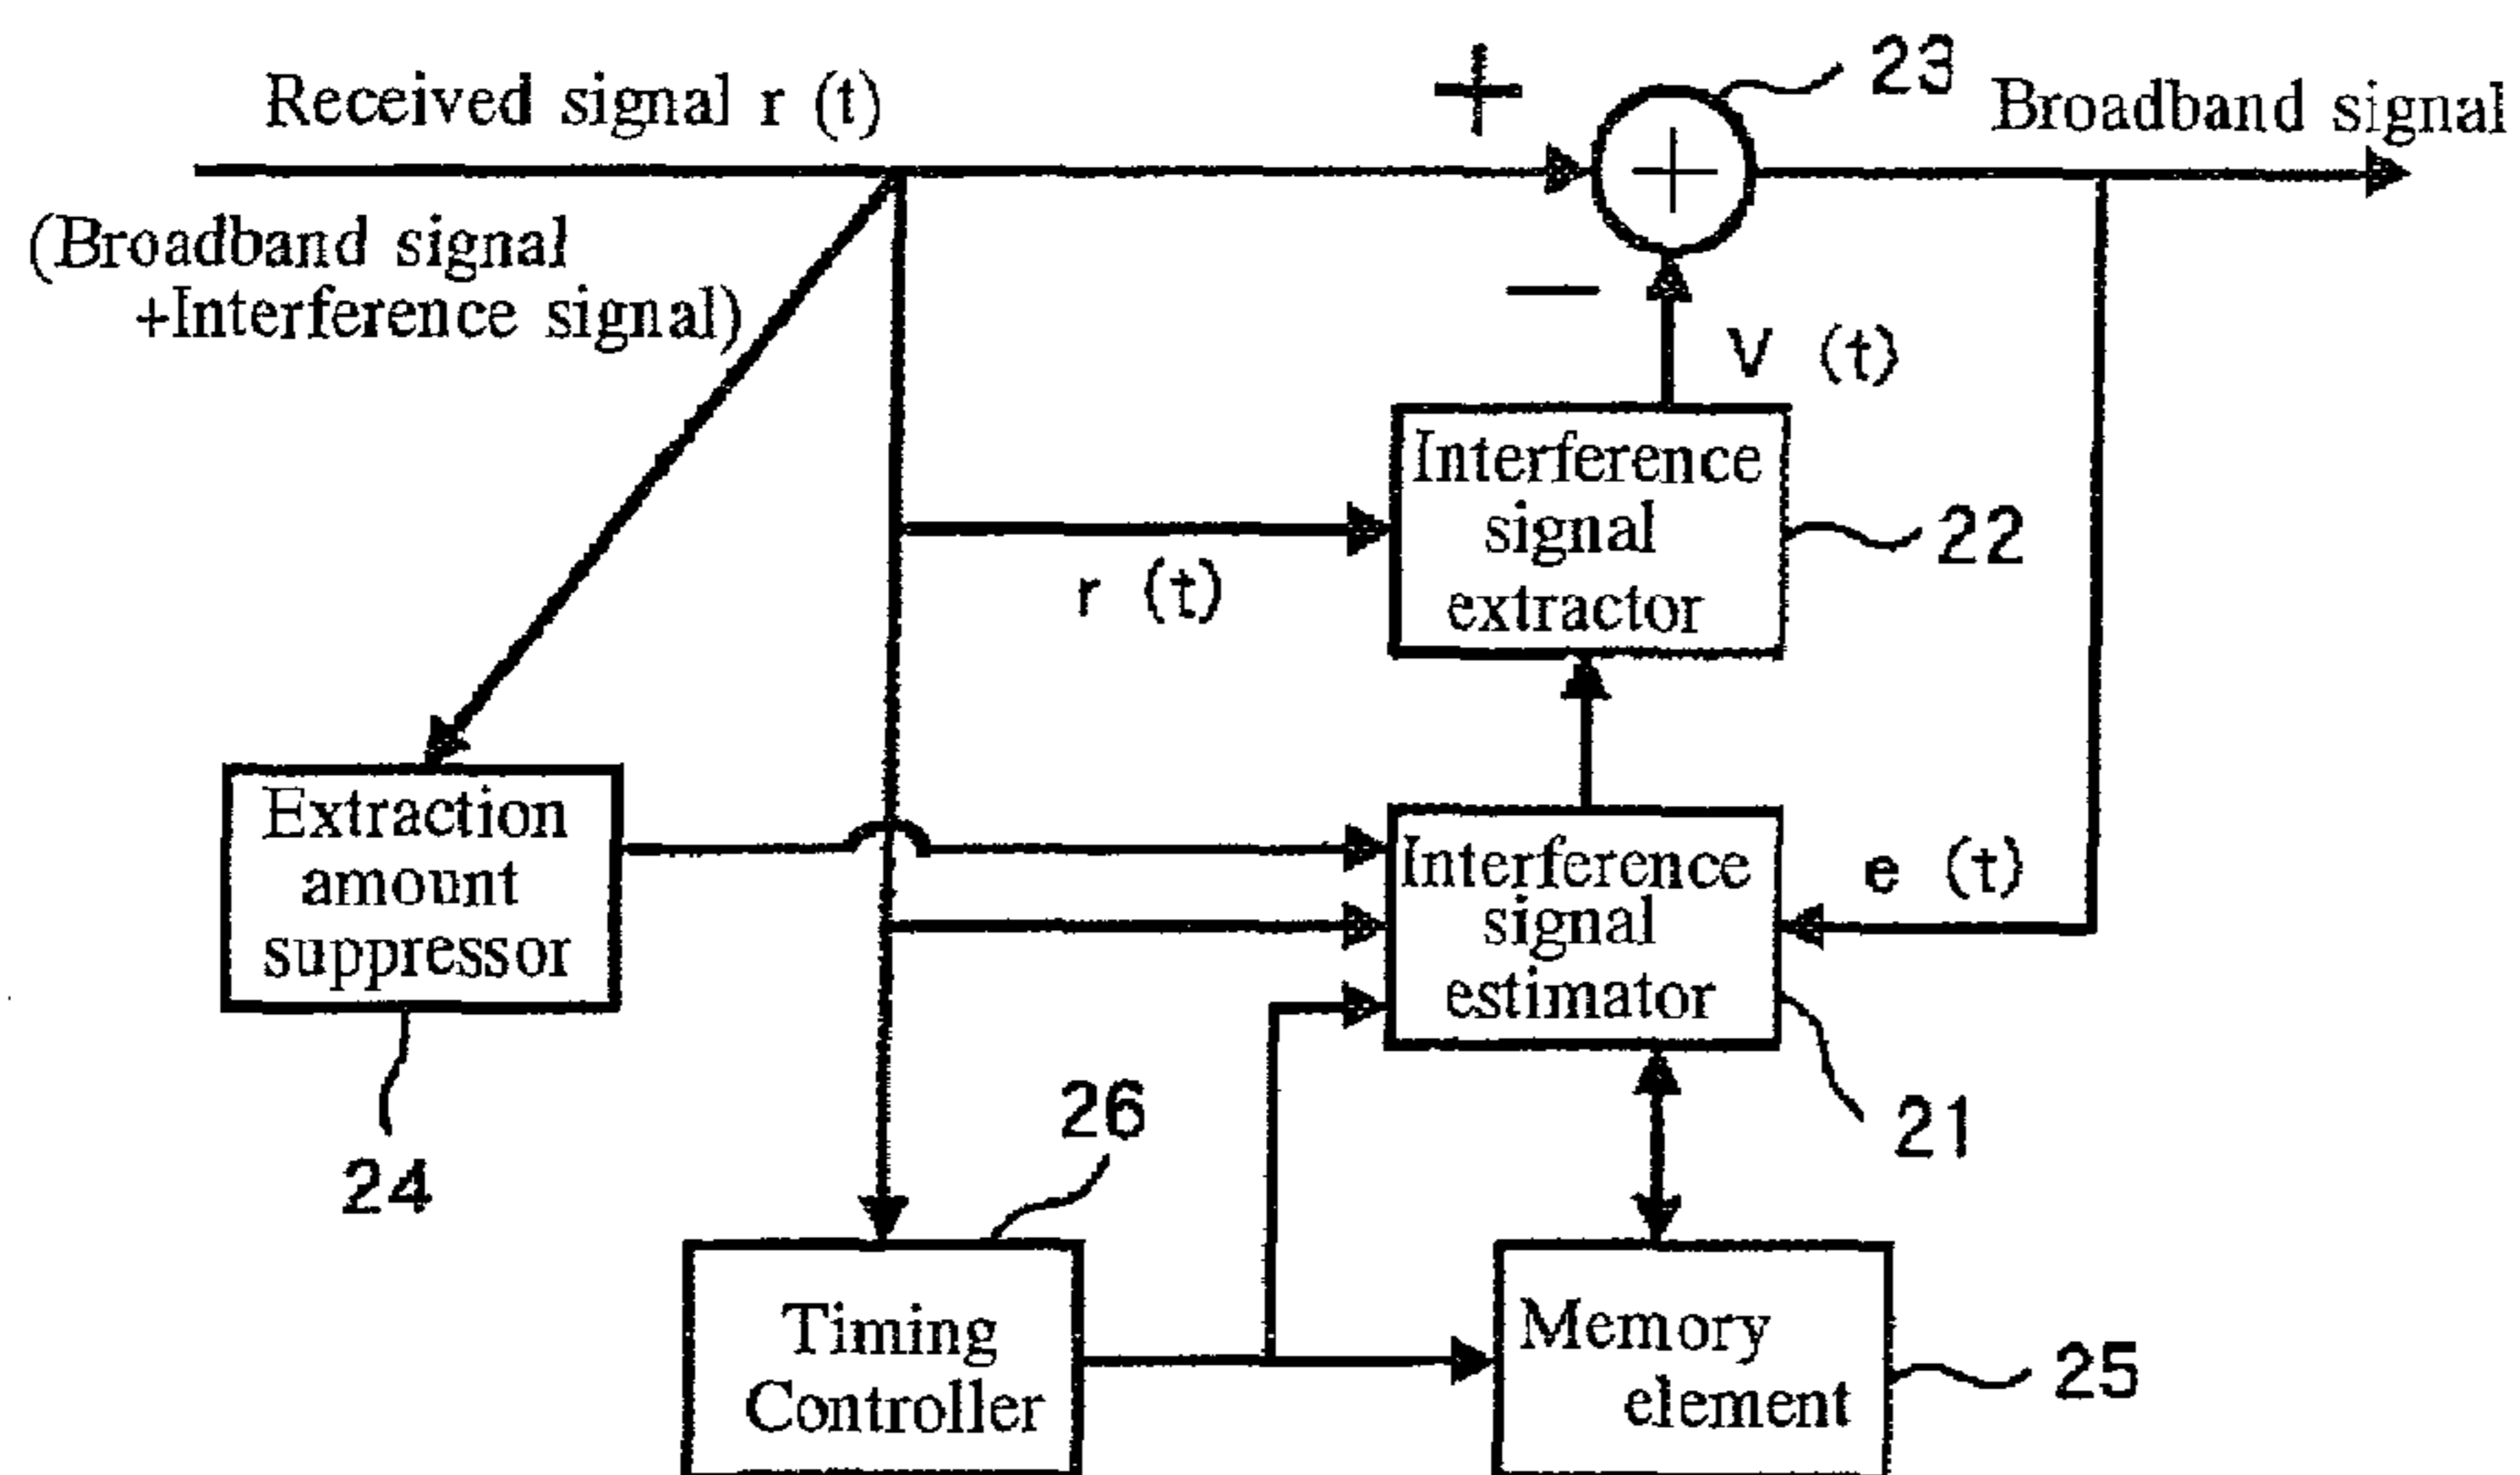 Received signal r (t)
(Broadband signal
+Interference signal)
+
23
Broadband signal
+
−
V (t)
Interference
signal
extractor
22
r (t)
Extraction
amount
suppressor
24
Interference
signal
estimator
e (t)
21
26
Timing
Controller
Memory
element
25